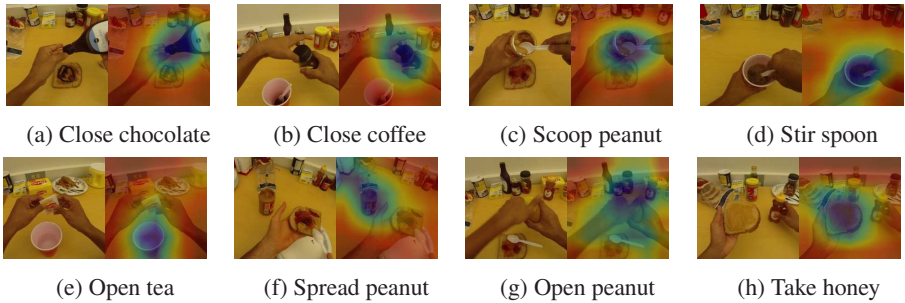 (a) Close chocolate
(b) Close coffee
(c) Scoop peanut
(d) Stir spoon
(e) Open tea
(f) Spread peanut
(g) Open peanut
(h) Take honey